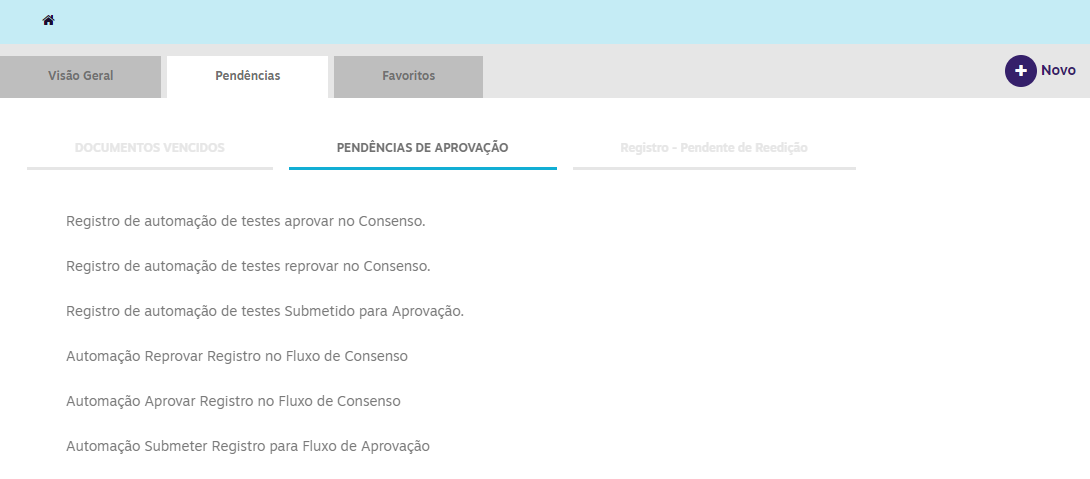 Visão Geral
Pendências
Favoritos
Novo
DOCUMENTOS VENCIDOS
PENDÊNCIAS DE APROVAÇÃO
Registro - Pendente de Reedição
Registro de automação de testes aprovar no Consenso.
Registro de automação de testes reprovar no Consenso.
Registro de automação de testes Submetido para Aprovação.
Automação Reprovar Registro no Fluxo de Consenso
Automação Aprovar Registro no Fluxo de Consenso
Automação Submeter Registro para Fluxo de Aprovação